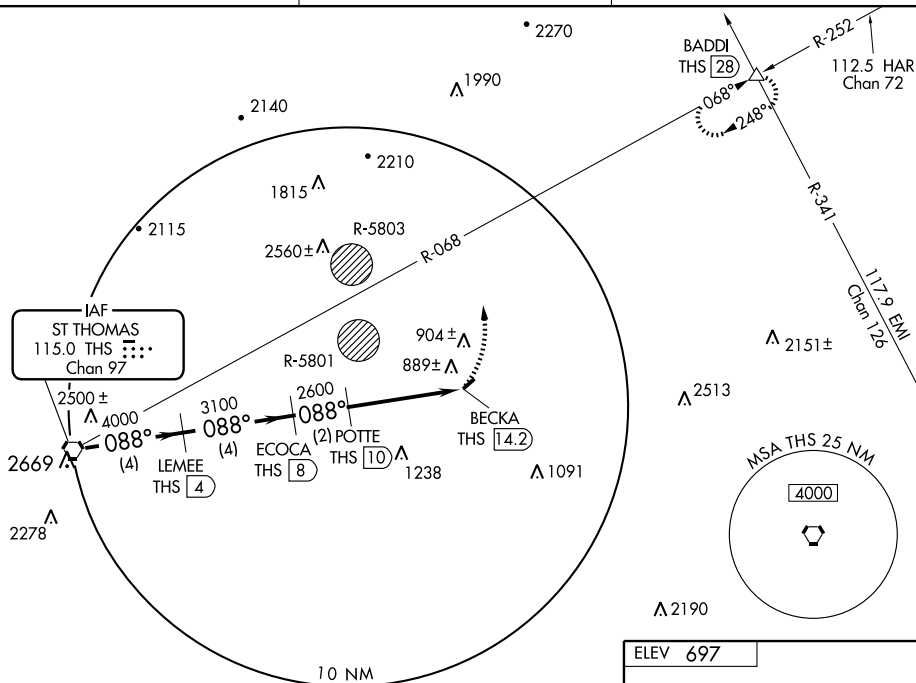 2270
1990
2140
2210
1815
2115
R-5803
2560±
R-068
BADDI
THS 28
068°
248°
R-252
112.5 HAR
Chan 72
R-341
117.9 EMI
Chan 126
IAF
ST THOMAS
115.0 THS
Chan 97
R-5801
904±
889±
2151±
2513
2500±
4000
088°
(4)
3100
088°
(4)
2600
088°
(2)
LEMEE
THS 4
ECOCA
THS 8
POTTE
THS 10
BECKA
THS 14.2
2669
2278
1238
1091
MSA THS 25 NM
4000
2190
10 NM
ELEV 697